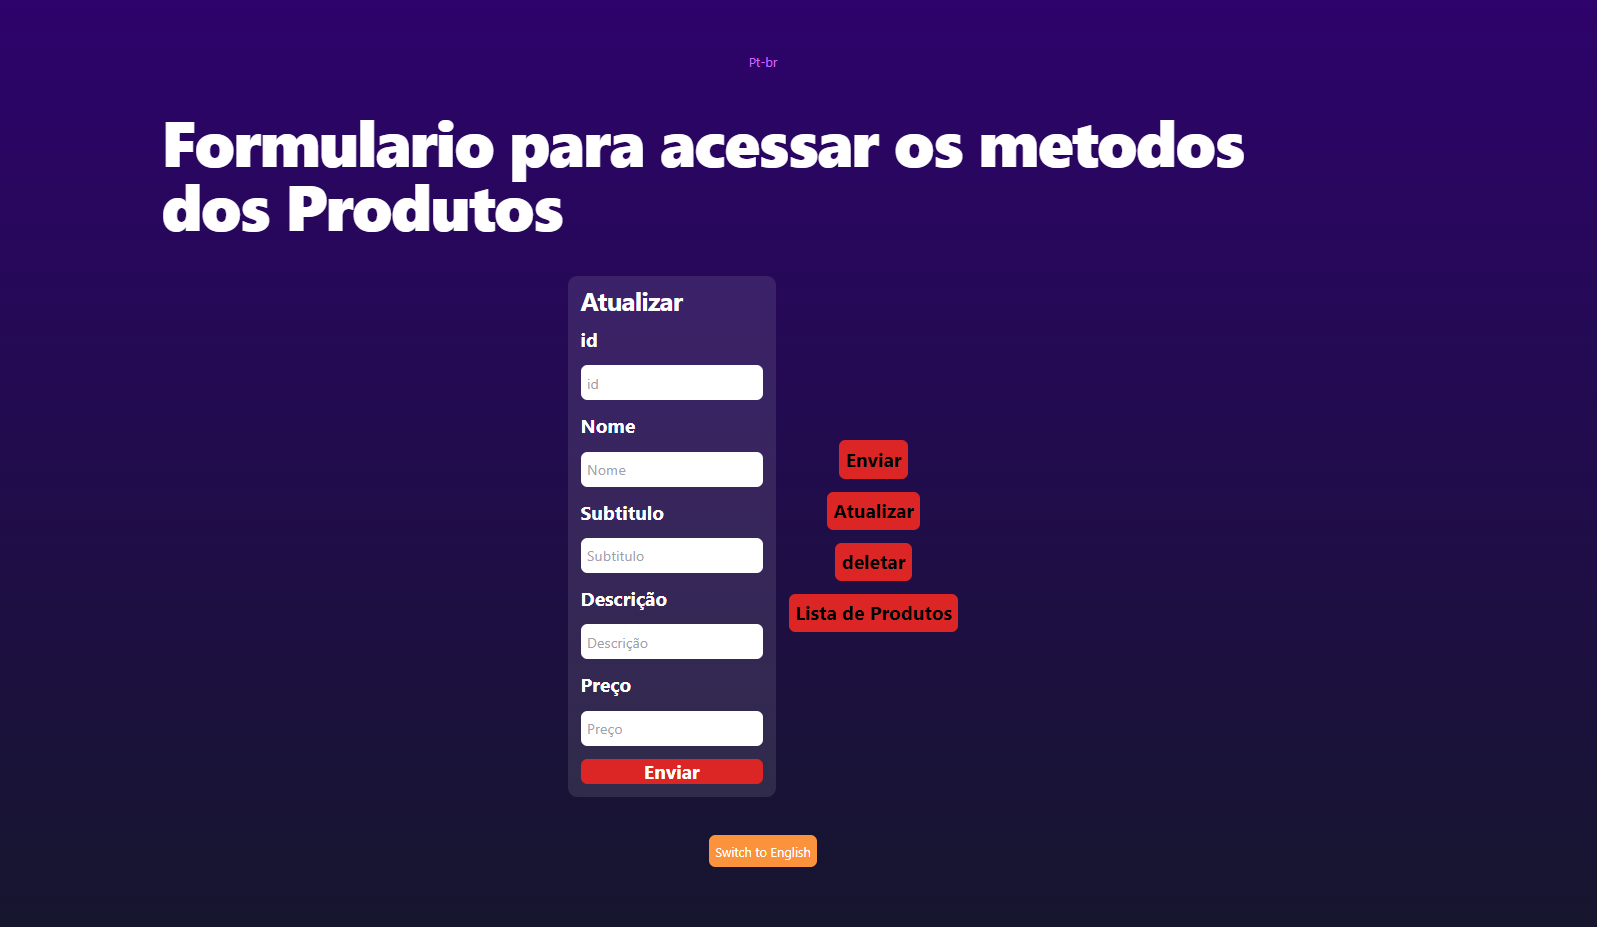 Pt-br
Formulario para acessar os metodos
dos Produtos
Atualizar
id
id
Nome
Nome
Subtitulo
Subtitulo
Descrição
Descrição
Preço
Preço
Enviar
Enviar
Atualizar
deletar
Lista de Produtos
Switch to English